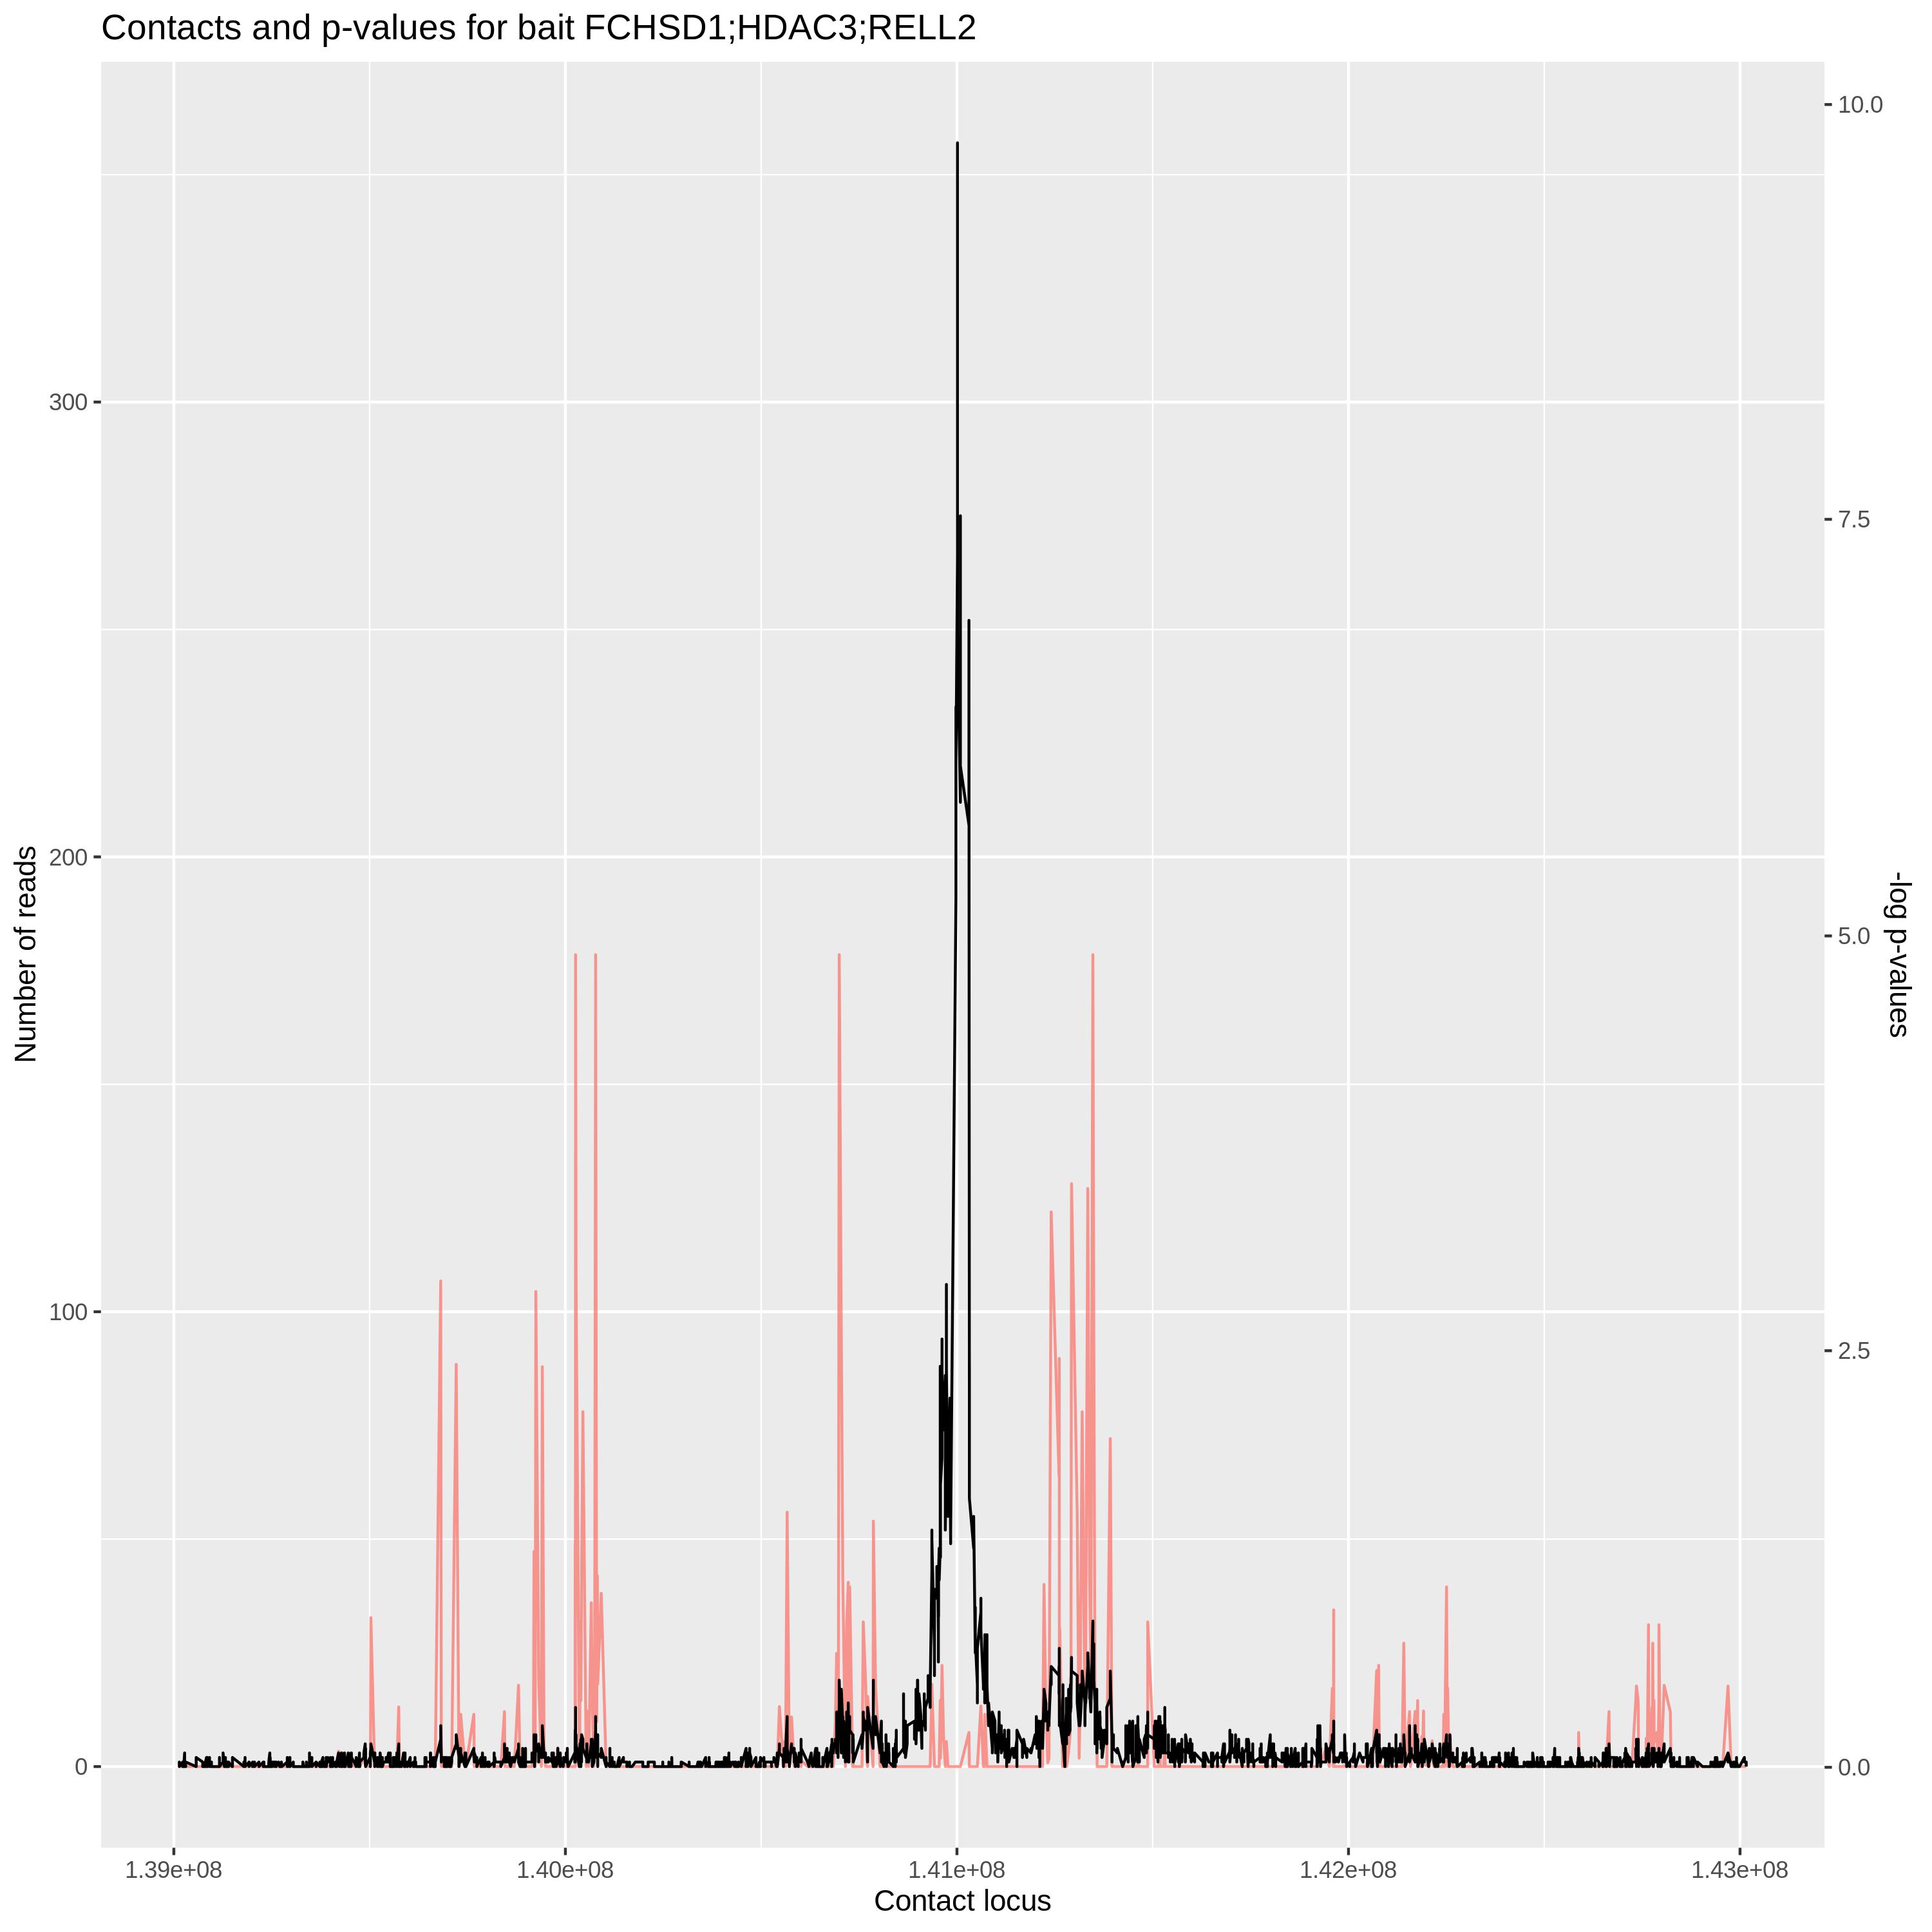 Contacts and p-values for bait FCHSD1;HDAC3;RELL2
10.0
7.5
300
200
5.0
Number of reads
-log p-values
100
2.5
0
0.0
1.39e+08 1.40e+08 1.41e+08 1.42e+08 1.43e+08
Contact locus